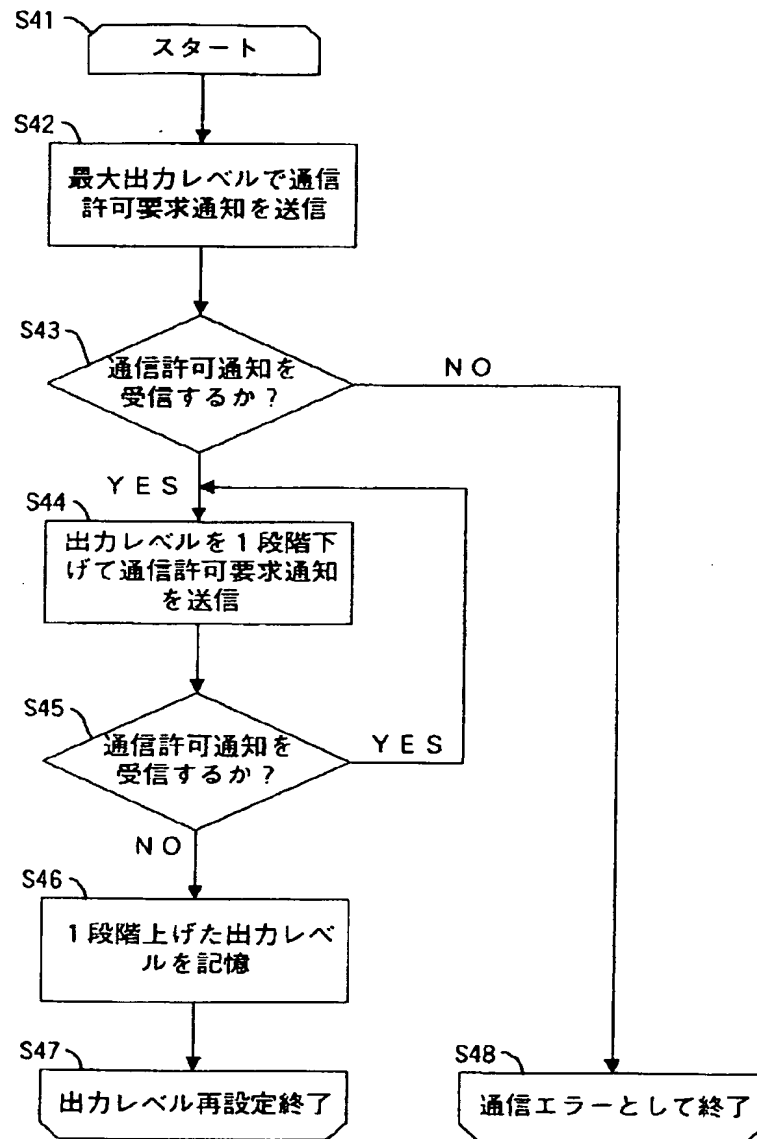 S41
スタート
S42
最大出力レベルで通信
許可要求通知を送信
S43
通信許可通知を
受信するか？
NO
YES
S44
出力レベルを１段階下
げて通信許可要求通知
を送信
S45
通信許可通知を
受信するか？
YES
NO
S46
１段階上げた出力レベ
ルを記憶
S47
出力レベル再設定終了
S48
通信エラーとして終了